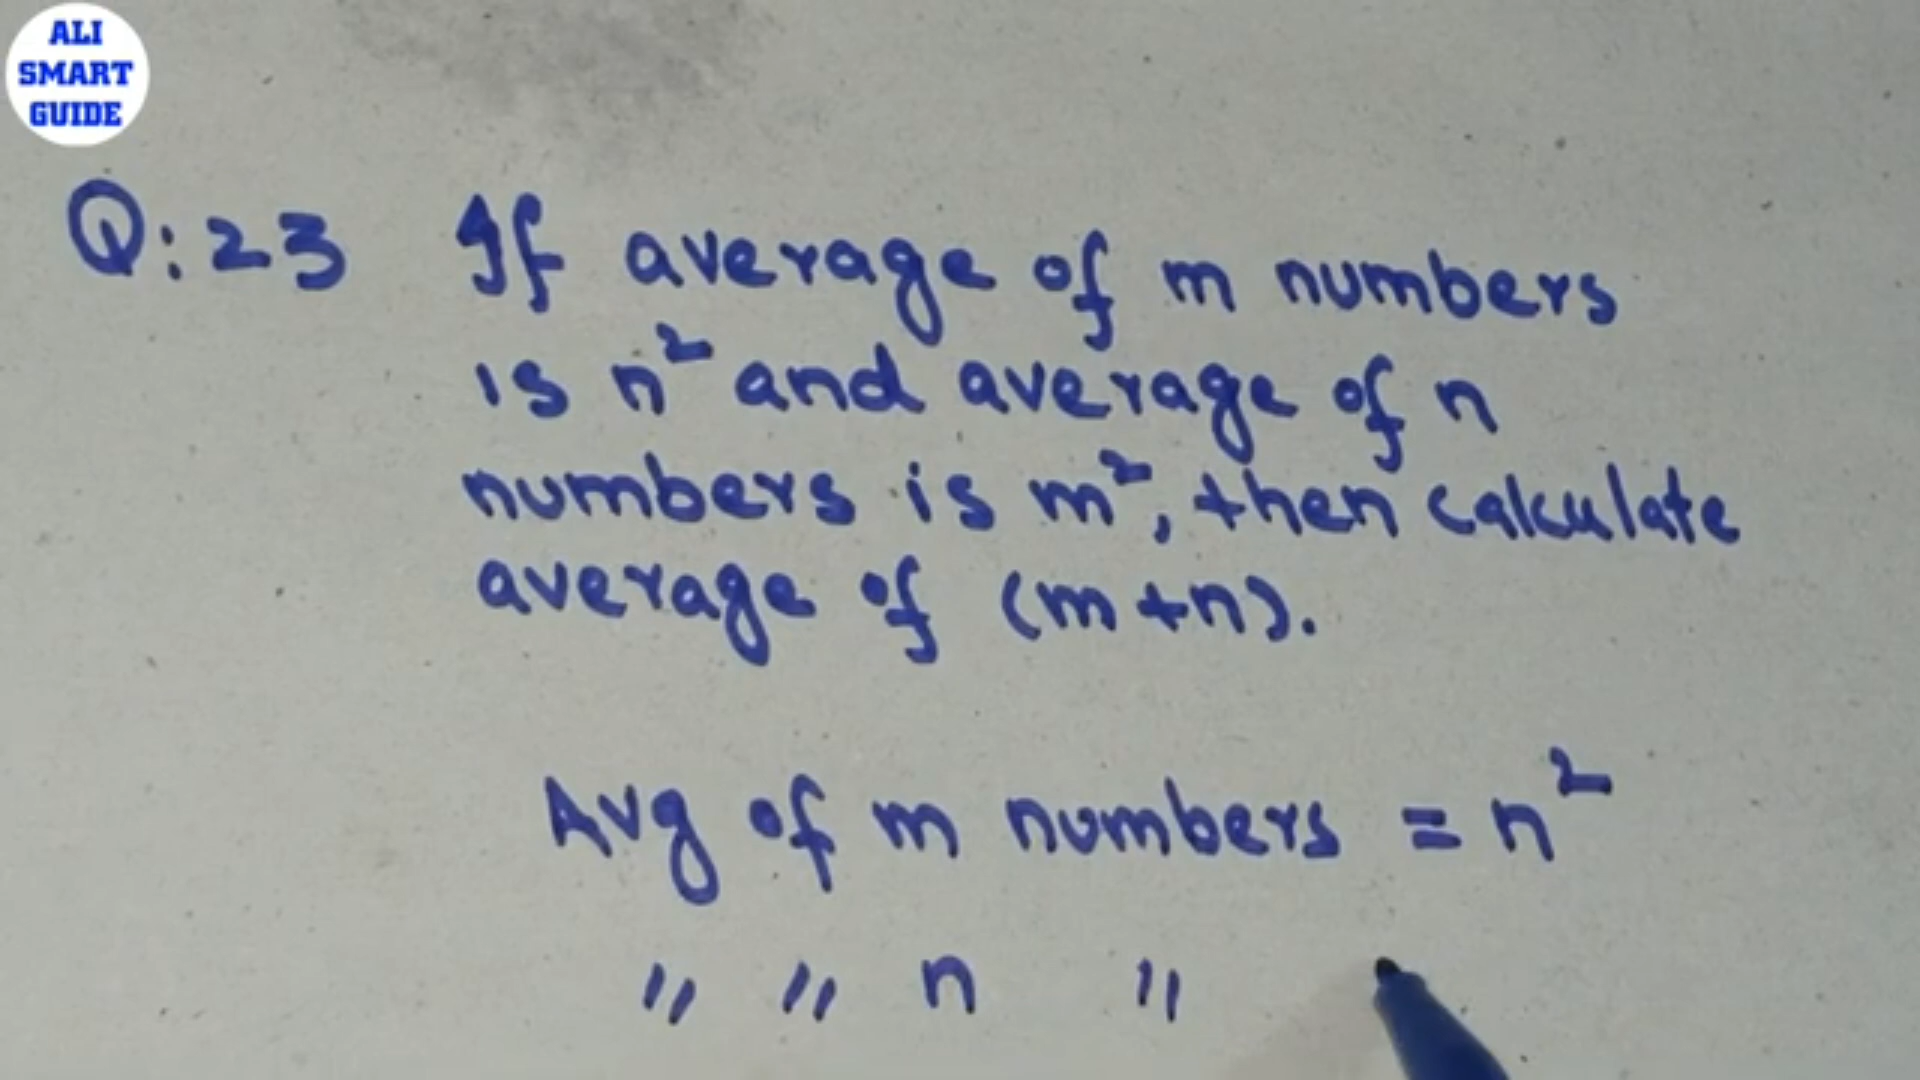 ALI
SMART
GUIDE
Q:23 If average of m numbers
is n² and average of n
numbers is m², then calculate
average of (m+n).
Avg of m numbers = n²
" " n "